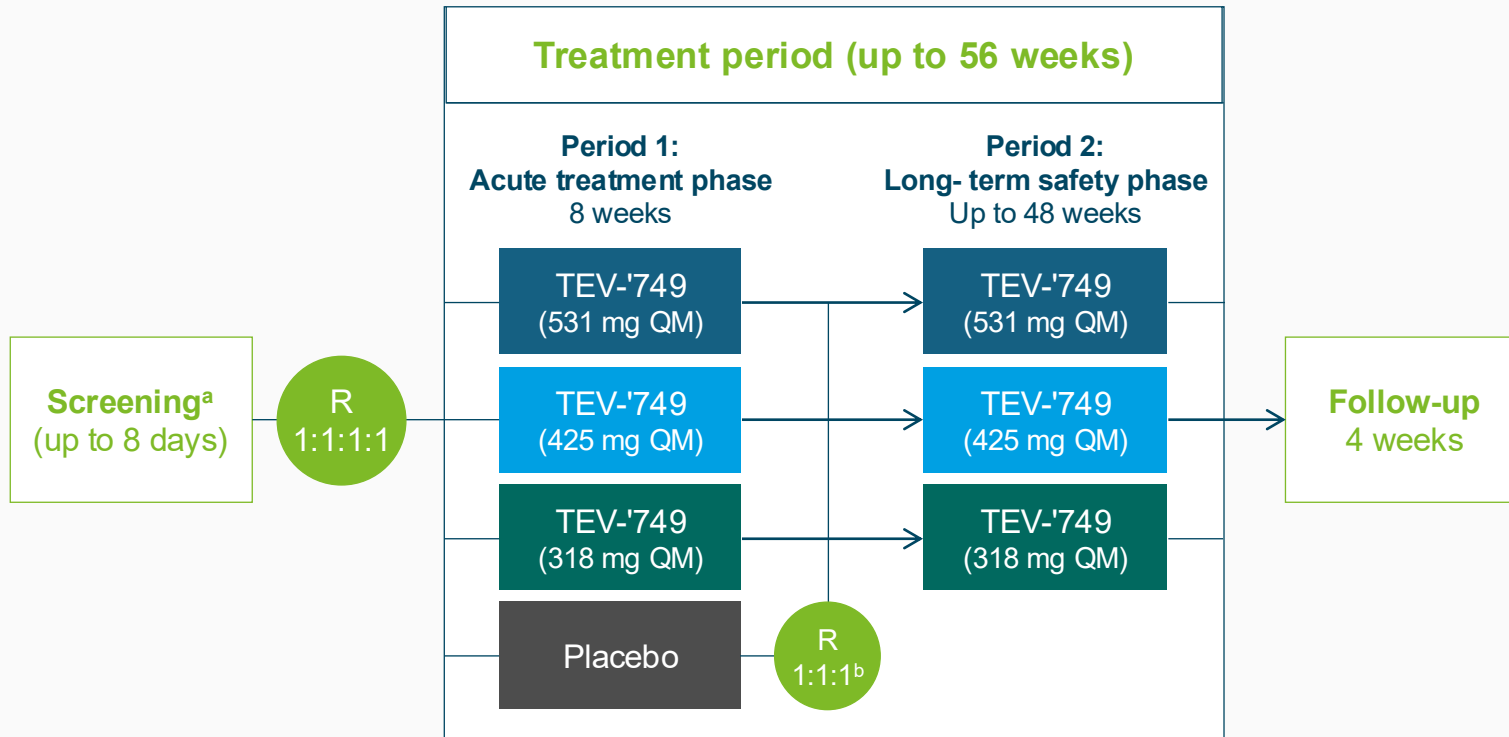 Treatment period (up to 56 weeks)
Period 1:
Acute treatment phase
8 weeks
Period 2:
Long- term safety phase
Up to 48 weeks
Screeningᵃ
(up to 8 days)
R
1:1:1:1
TEV-'749
(531 mg QM)
TEV-'749
(425 mg QM)
TEV-'749
(318 mg QM)
Placebo
R
1:1:1ᵇ
TEV-'749
(531 mg QM)
TEV-'749
(425 mg QM)
TEV-'749
(318 mg QM)
Follow-up
4 weeks